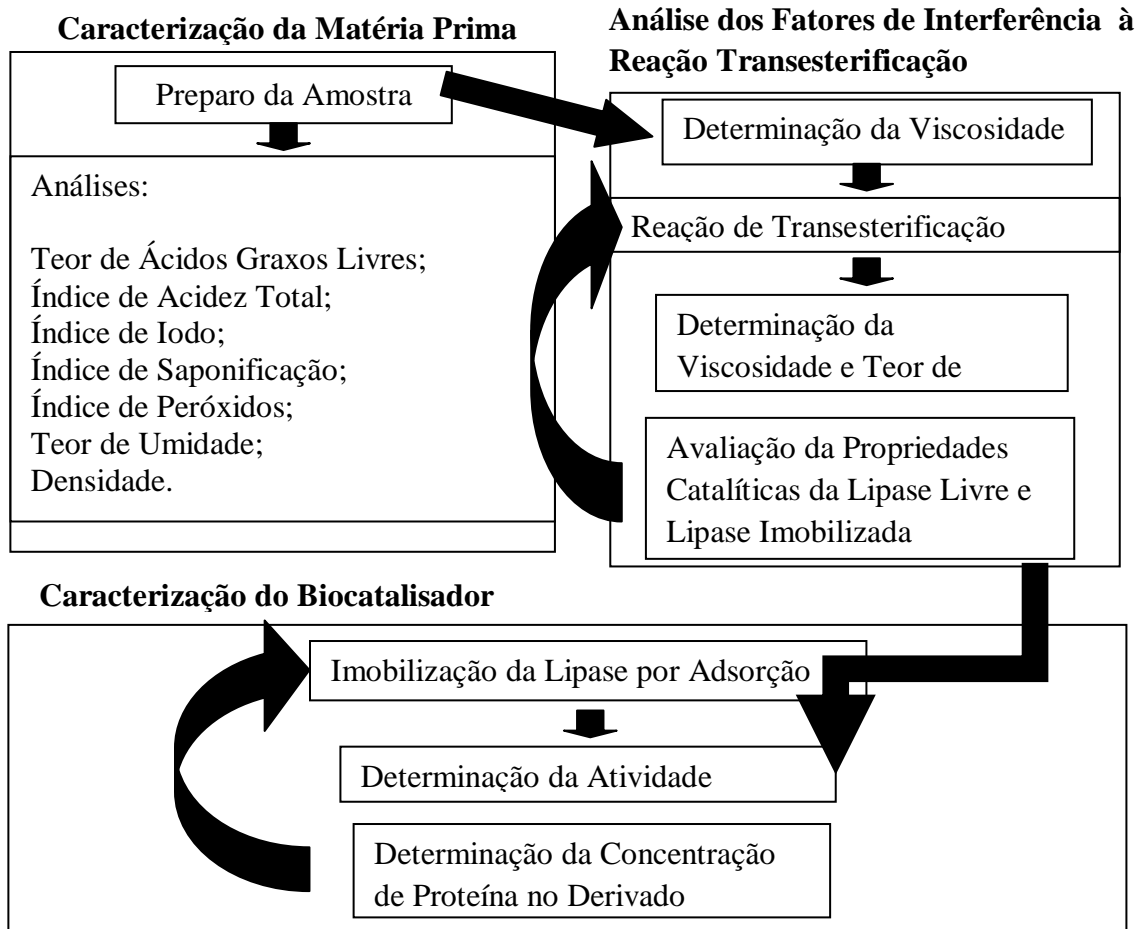 Caracterização da Matéria Prima
Preparo da Amostra
Análises:
Teor de Ácidos Graxos Livres;
Índice de Acidez Total;
Índice de Iodo;
Índice de Saponificação;
Índice de Peróxidos;
Teor de Umidade;
Densidade.
Análise dos Fatores de Interferência à
Reação Transesterificação
Determinação da Viscosidade
Reação de Transesterificação
Determinação da
Viscosidade e Teor de
Avaliação da Propriedades
Catalíticas da Lipase Livre e
Lipase Imobilizada
Caracterização do Biocatalisador
Imobilização da Lipase por Adsorção
Determinação da Atividade
Determinação da Concentração
de Proteína no Derivado